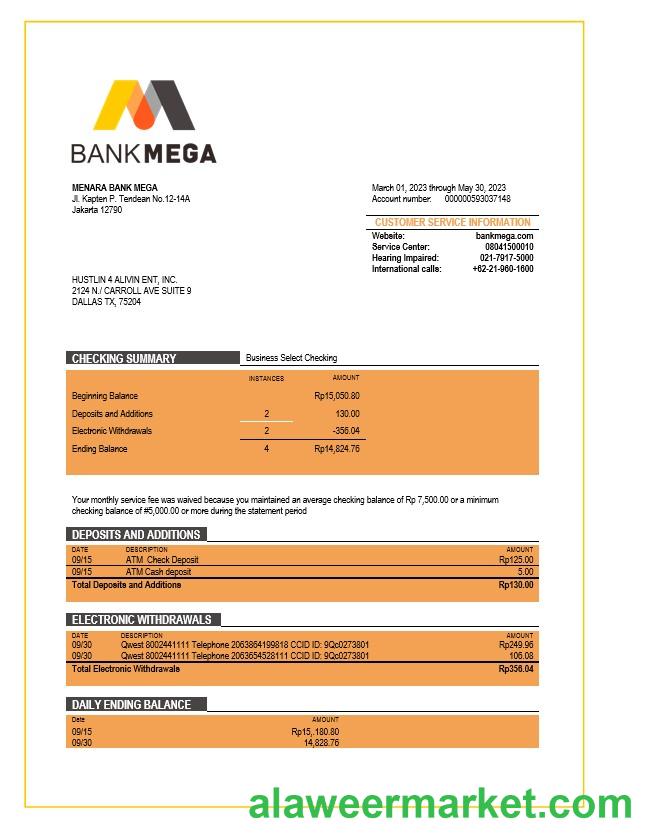 BANKMEGA
MENARA BANK MEGA
Jl. Kapten P. Tendean No.12-14A
Jakarta 12790
March 01, 2023 through May 30, 2023
Account number: 000000593037148
CUSTOMER SERVICE INFORMATION
Website: bankmega.com
Service Center: 08041500010
Hearing Impaired: 021-7917-5000
International calls: +62-21-960-1600
HUSTLIN 4 ALIVIN ENT, INC.
2124 N./ CARROLL AVE SUITE 9
DALLAS TX, 75204
CHECKING SUMMARY Business Select Checking
INSTANCES AMOUNT
Beginning Balance Rp15,050.80
Deposits and Additions 2 130.00
Electronic Withdrawals 2 -356.04
Ending Balance 4 Rp14,824.76
Your monthly service fee was waived because you maintained an average checking balance of Rp 7,500.00 or a minimum
checking balance of #5,000.00 or more during the statement period
DEPOSITS AND ADDITIONS
DATE DESCRIPTION AMOUNT
09/15 ATM Check Deposit Rp125.00
09/15 ATM Cash deposit 5.00
Total Deposits and Additions Rp130.00
ELECTRONIC WITHDRAWALS
DATE DESCRIPTION AMOUNT
09/30 Qwest 8002441111 Telephone 2063864199818 CCID ID: 9Qc0273801 Rp249.96
09/30 Qwest 8002441111 Telephone 2063654528111 CCID ID: 9Qc0273801 106.08
Total Electronic Withdrawals Rp356.04
DAILY ENDING BALANCE
Date AMOUNT
09/15 Rp15,.180.80
09/30 14,828.76
alaweermarket.com